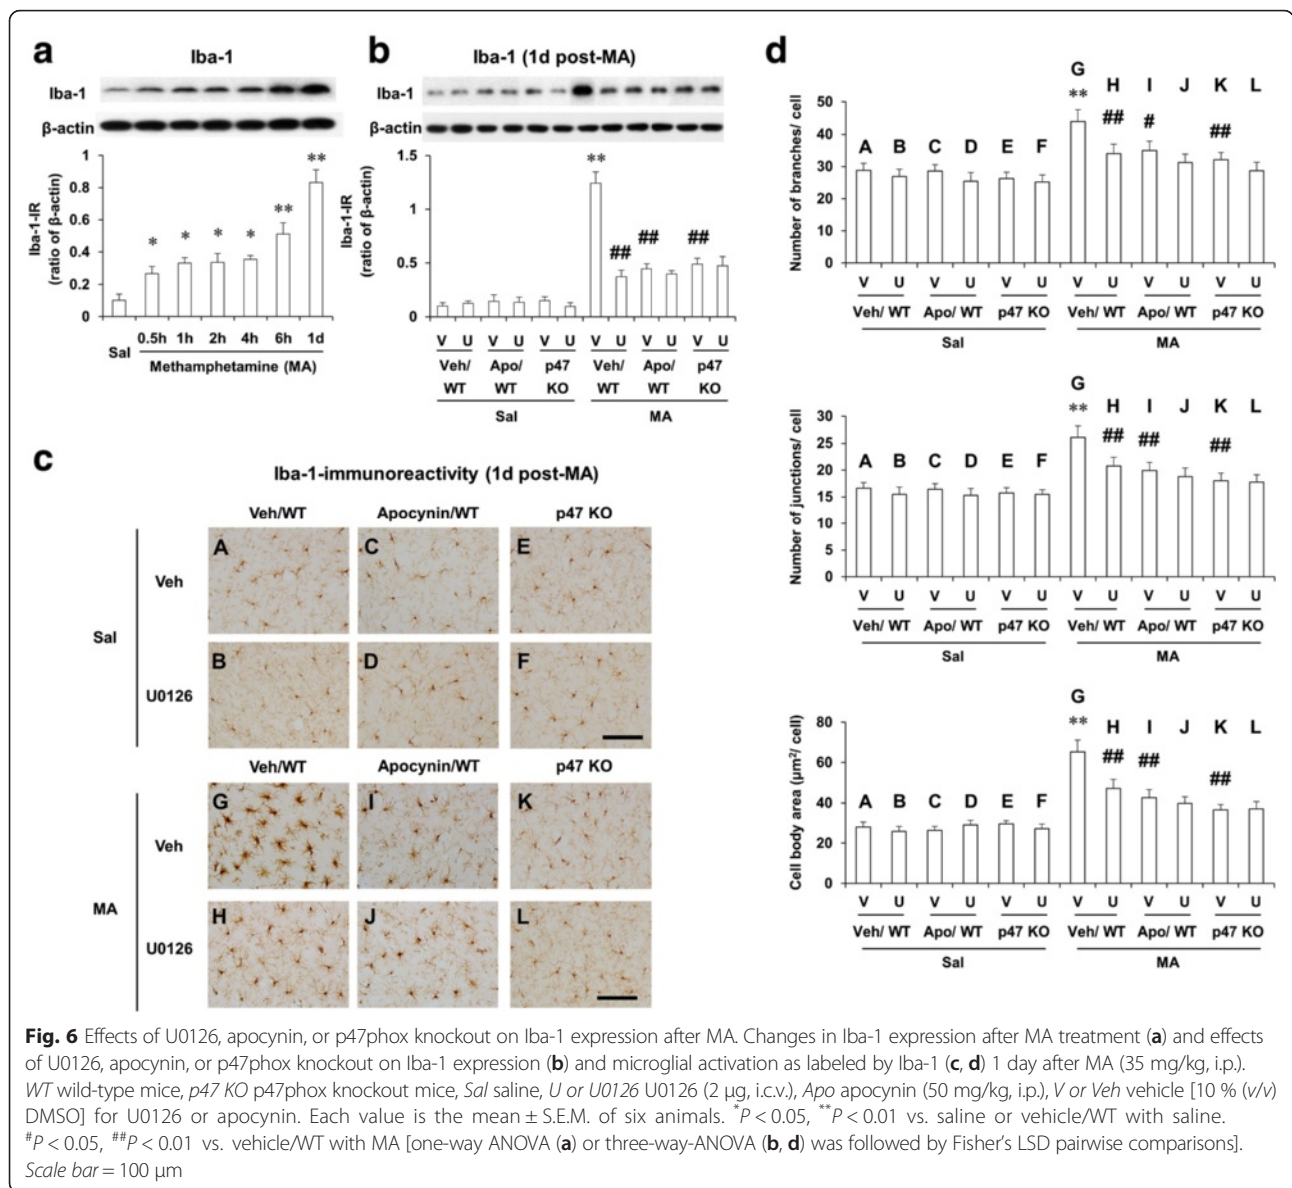 a
Iba-1
Iba-1
β-actin
Iba-1-IR
(ratio of β-actin)
1
0.8
0.6
0.4
0.2
0
* * * * ** **
Sal 0.5h 1h 2h 4h 6h 1d
Methamphetamine (MA)
b
Iba-1 (1d post-MA)
Iba-1
β-actin
Iba-1-IR
(ratio of β-actin)
1.5
1
0.5
0
** ## ## ##
V U V U V U V U V U V U
Veh/ Apo/ p47 Veh/ Apo/ p47
WT WT KO WT WT KO
Sal MA
c
Iba-1-immunoreactivity (1d post-MA)
Veh/WT Apocynin/WT p47 KO
Sal
Veh
A C E
U0126
B D F
Veh/WT Apocynin/WT p47 KO
MA
Veh
G I K
U0126
H J L
d
Number of branches/ cell
50
40
30
20
10
0
A B C D E F G H I J K L
** ## # ##
V U V U V U V U V U V U
Veh/ WT Apo/ WT p47 KO Veh/ WT Apo/ WT p47 KO
Sal MA
Number of junctions/ cell
30
25
20
15
10
5
0
A B C D E F G H I J K L
** ## ## ##
V U V U V U V U V U V U
Veh/ WT Apo/ WT p47 KO Veh/ WT Apo/ WT p47 KO
Sal MA
Cell body area (μm²/ cell)
80
60
40
20
0
A B C D E F G H I J K L
** ## ## ##
V U V U V U V U V U V U
Veh/ WT Apo/ WT p47 KO Veh/ WT Apo/ WT p47 KO
Sal MA
Fig. 6 Effects of U0126, apocynin, or p47phox knockout on Iba-1 expression after MA. Changes in Iba-1 expression after MA treatment (a) and effects
of U0126, apocynin, or p47phox knockout on Iba-1 expression (b) and microglial activation as labeled by Iba-1 (c, d) 1 day after MA (35 mg/kg, i.p.).
WT wild-type mice, p47 KO p47phox knockout mice, Sal saline, U or U0126 U0126 (2 μg, i.c.v.), Apo apocynin (50 mg/kg, i.p.), V or Veh vehicle [10 % (v/v)
DMSO] for U0126 or apocynin. Each value is the mean ± S.E.M. of six animals. *P < 0.05, **P < 0.01 vs. saline or vehicle/WT with saline.
#P < 0.05, ##P < 0.01 vs. vehicle/WT with MA [one-way ANOVA (a) or three-way-ANOVA (b, d) was followed by Fisher's LSD pairwise comparisons].
Scale bar = 100 μm